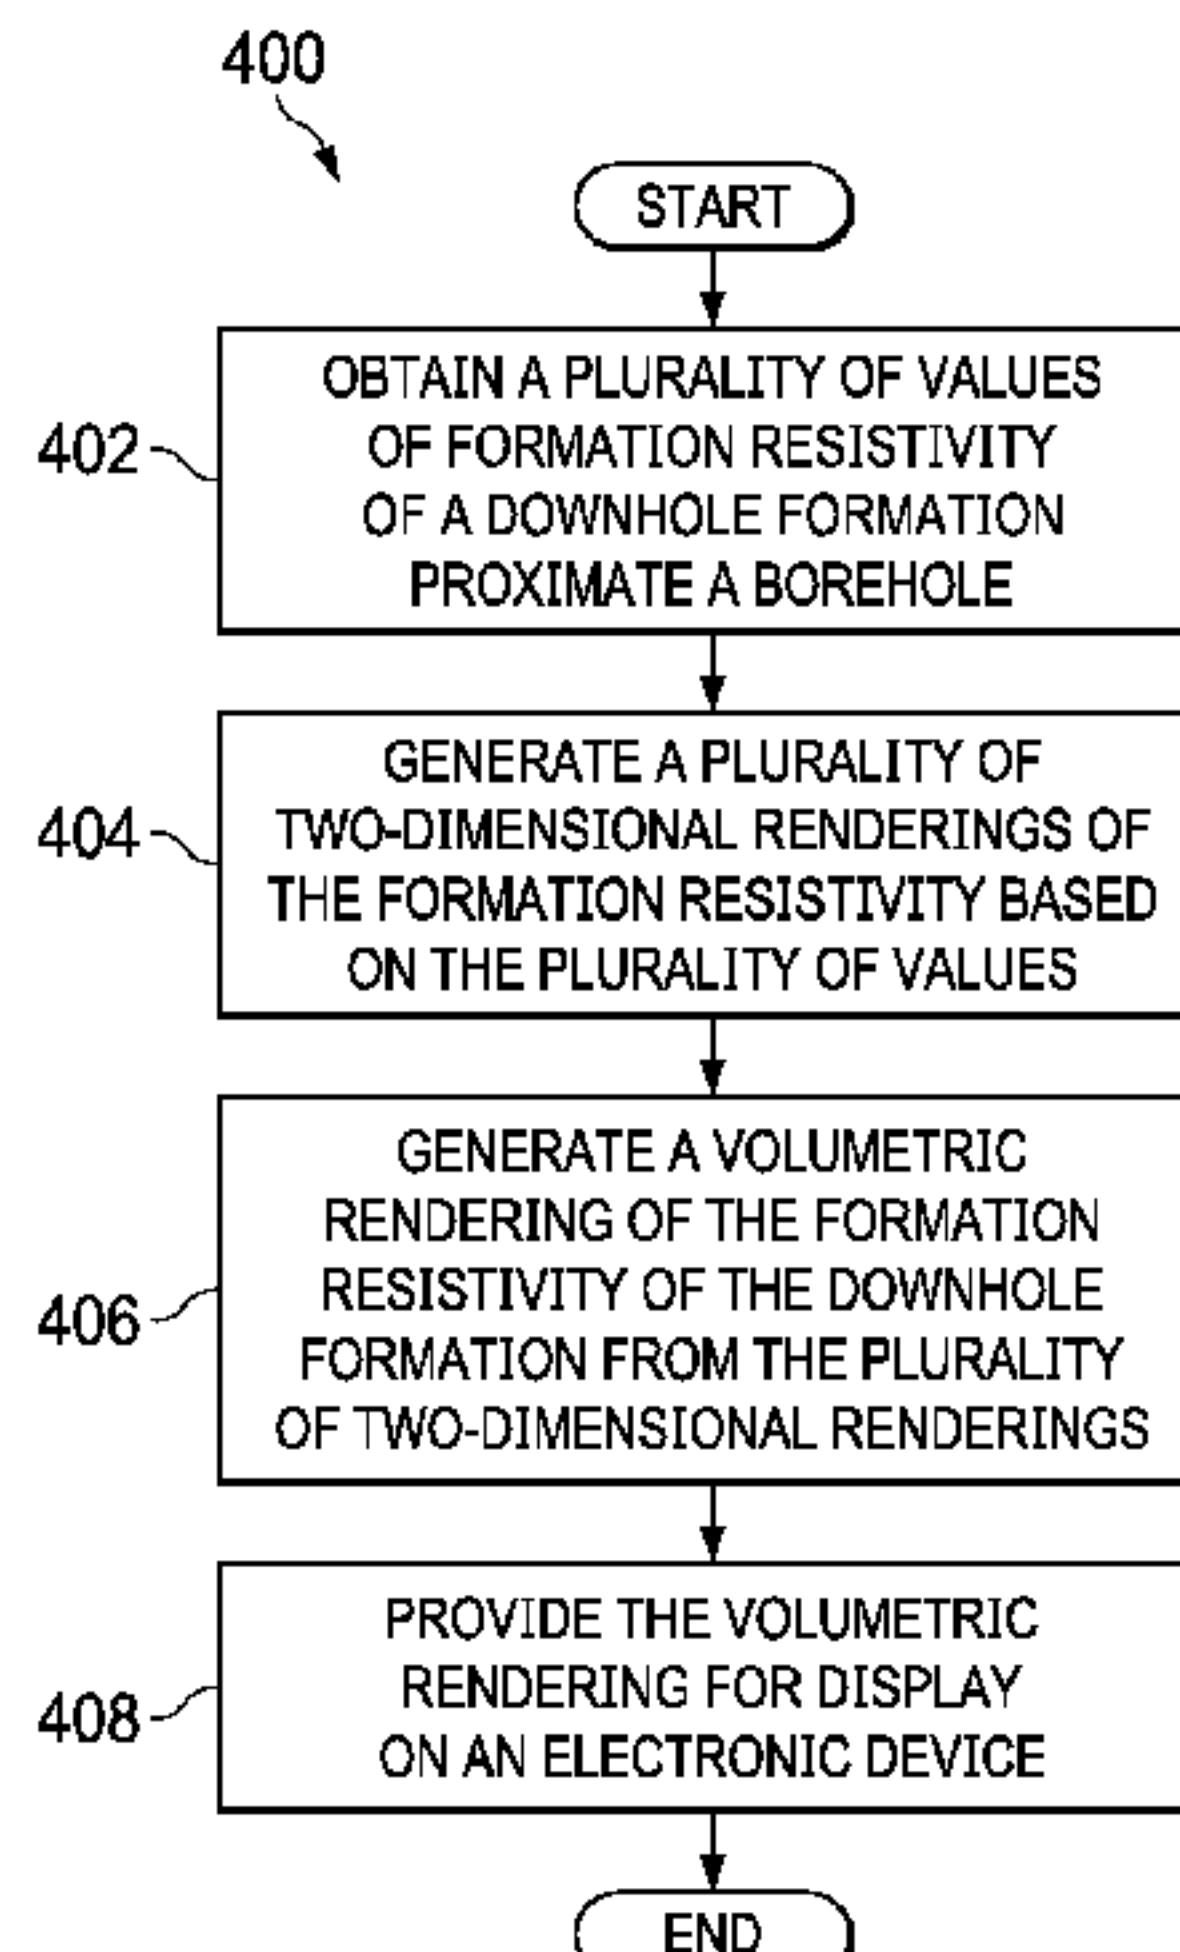 400
START
402
OBTAIN A PLURALITY OF VALUES
OF FORMATION RESISTIVITY
OF A DOWNHOLE FORMATION
PROXIMATE A BOREHOLE
404
GENERATE A PLURALITY OF
TWO-DIMENSIONAL RENDERINGS OF
THE FORMATION RESISTIVITY BASED
ON THE PLURALITY OF VALUES
406
GENERATE A VOLUMETRIC
RENDERING OF THE FORMATION
RESISTIVITY OF THE DOWNHOLE
FORMATION FROM THE PLURALITY
OF TWO-DIMENSIONAL RENDERINGS
408
PROVIDE THE VOLUMETRIC
RENDERING FOR DISPLAY
ON AN ELECTRONIC DEVICE
END